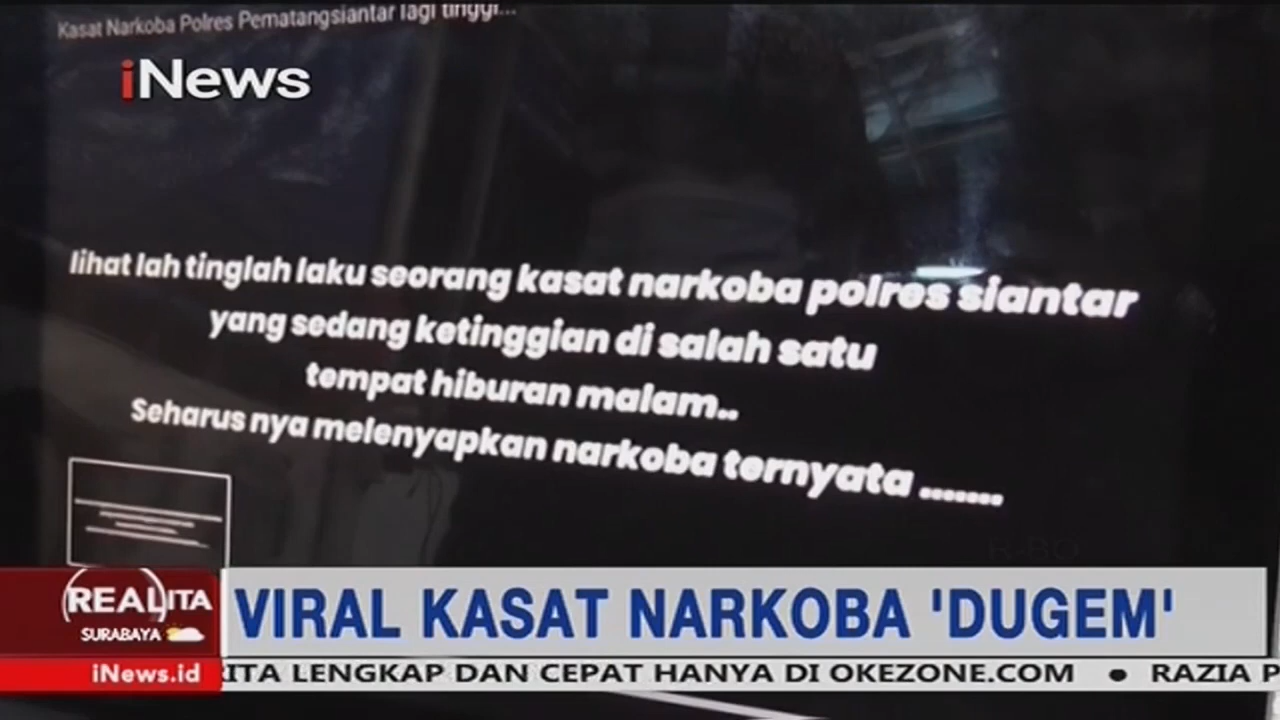 Kasat Narkoba Polres Pematangsiantar lagi tinggi...
iNews
lihat lah tinglah laku seorang kasat narkoba polres siantar
yang sedang ketinggian di salah satu
tempat hiburan malam..
Seharus nya melenyapkan narkoba ternyata .......
REALITA
SURABAYA
VIRAL KASAT NARKOBA 'DUGEM'
iNews.id
RITA LENGKAP DAN CEPAT HANYA DI OKEZONE.COM ● RAZIA P